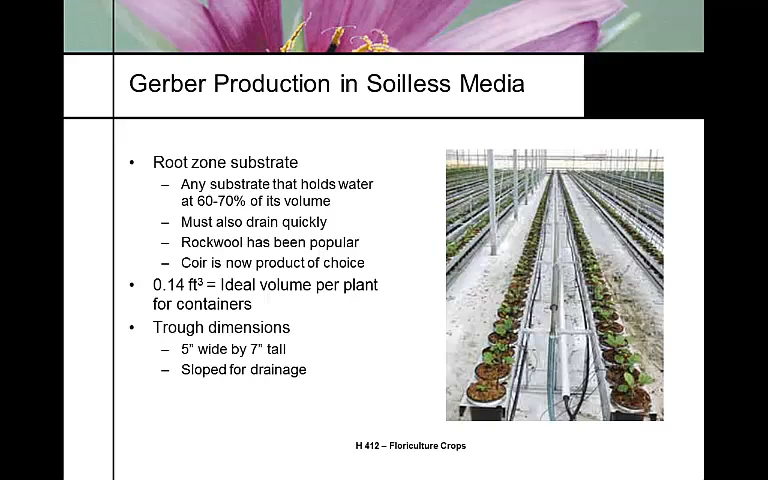 Gerber Production in Soilless Media
• Root zone substrate
– Any substrate that holds water
at 60-70% of its volume
– Must also drain quickly
– Rockwool has been popular
– Coir is now product of choice
• 0.14 ft³ = Ideal volume per plant
for containers
• Trough dimensions
– 5” wide by 7” tall
– Sloped for drainage
H 412 – Floriculture Crops